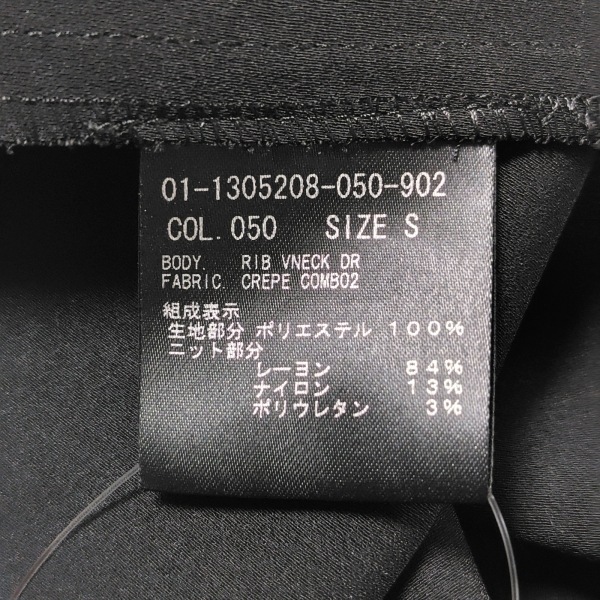 01-1305208-050-902
COL.050 SIZE S
BODY RIB VNECK DR
FABRIC CREPE COMBO2
組成表示
生地部分 ポリエステル 100%
ニット部分
レーヨン 84%
ナイロン 13%
ポリウレタン 3%